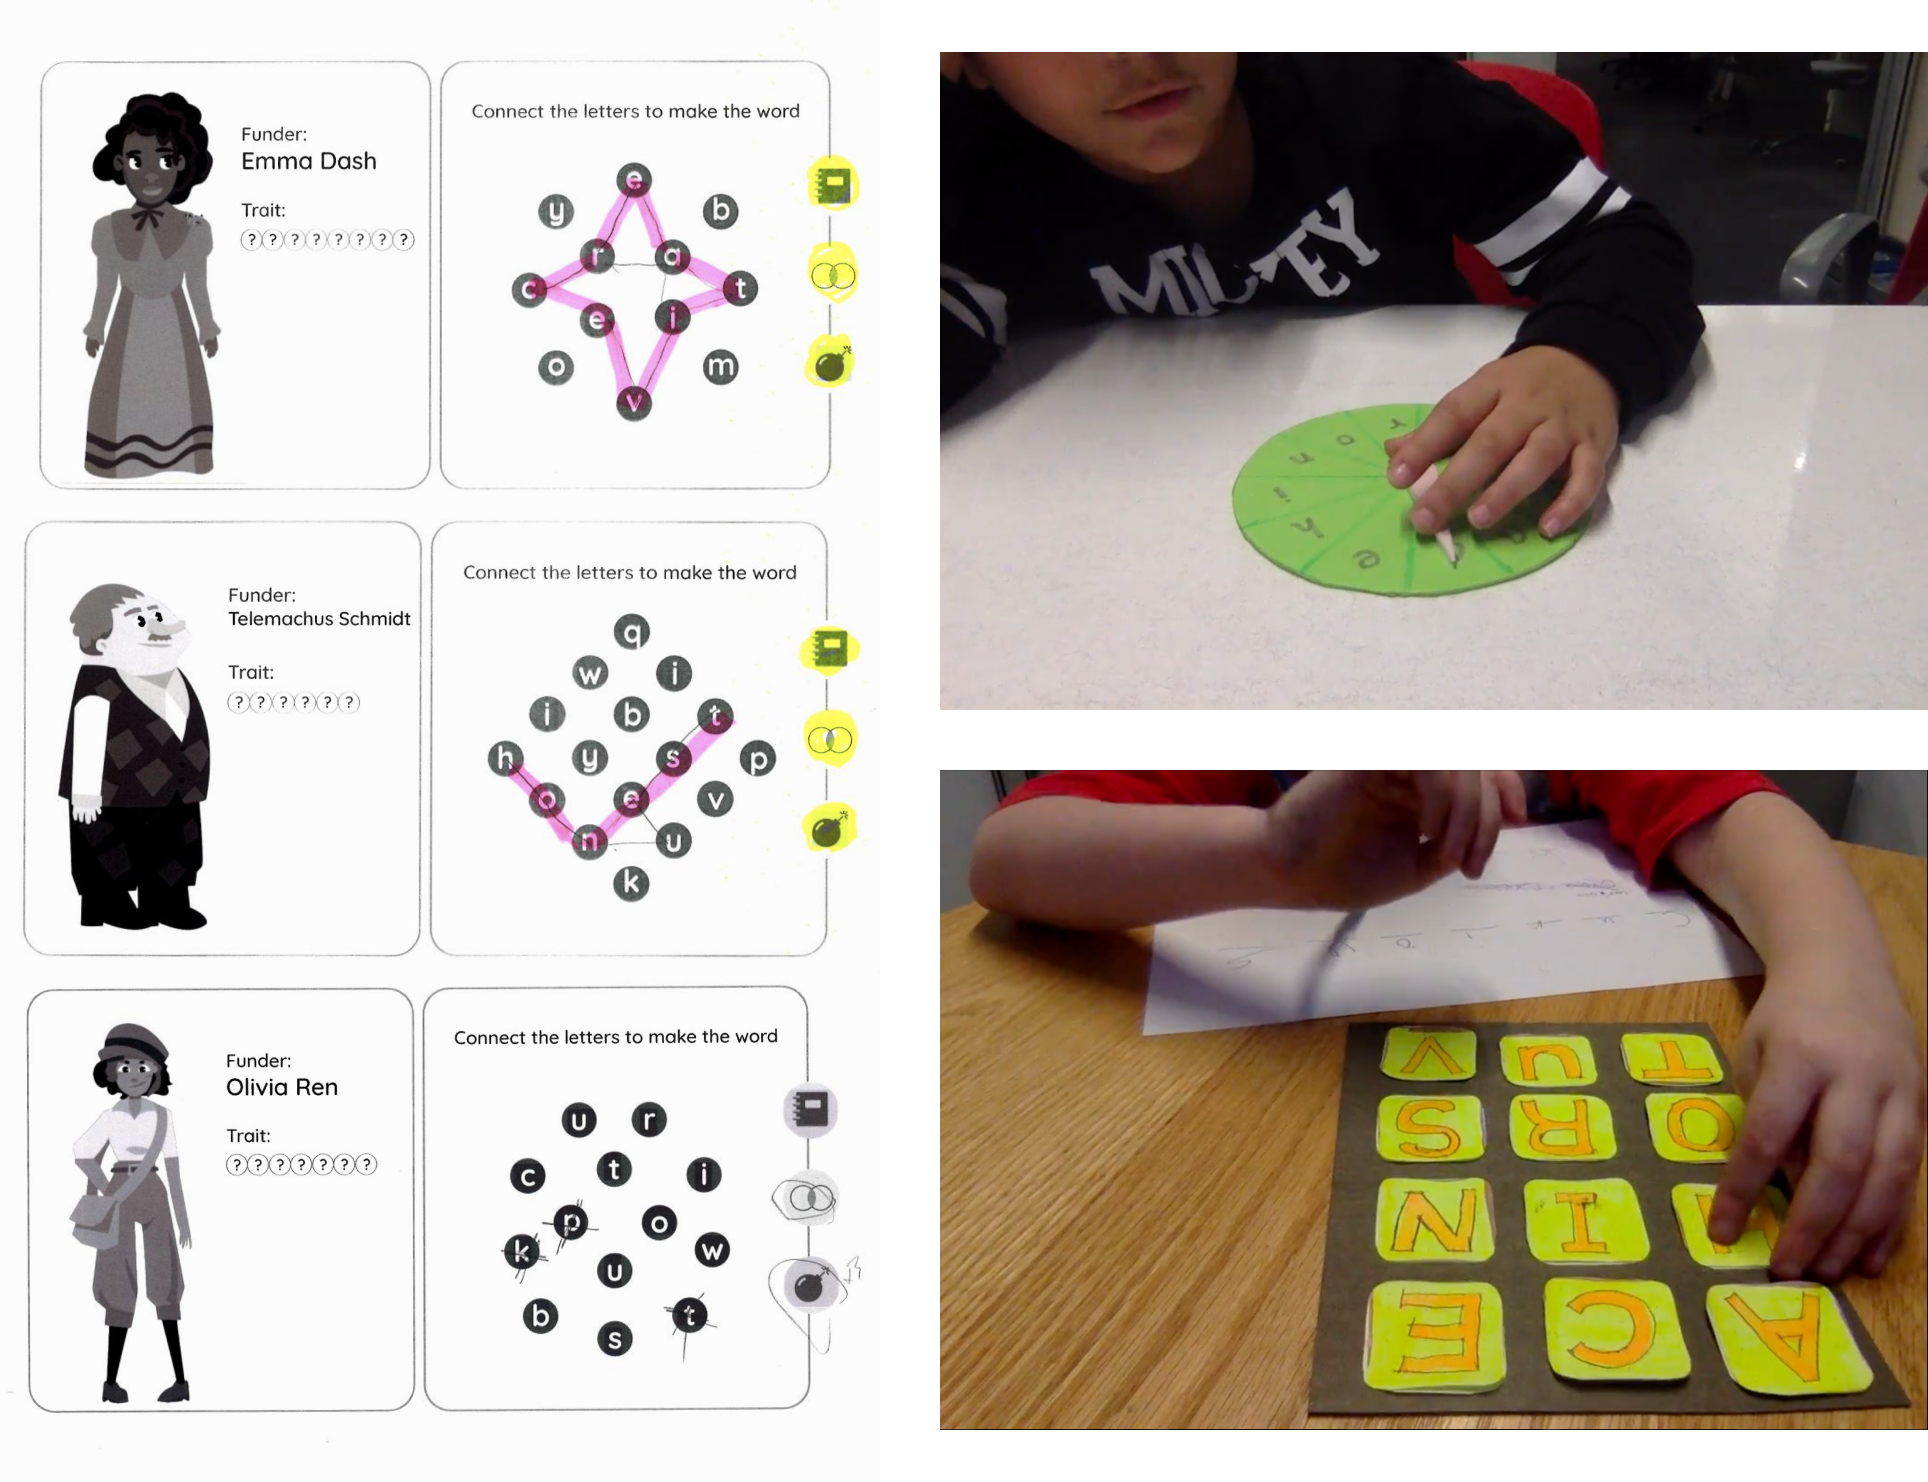 Funder:
Emma Dash
Trait:
? ? ? ? ? ? ? ?
Connect the letters to make the word
e
y b
r a
c t
e i
o m
v
Funder:
Telemachus Schmidt
Trait:
? ? ? ? ? ?
Connect the letters to make the word
q
w i
i b t
h y s p
o e v
n u
k
Funder:
Olivia Ren
Trait:
? ? ? ? ? ? ?
Connect the letters to make the word
u r
c t i
p o
k w
u
b t
s
MICKEY
V U T
S R O
N I H
E C A